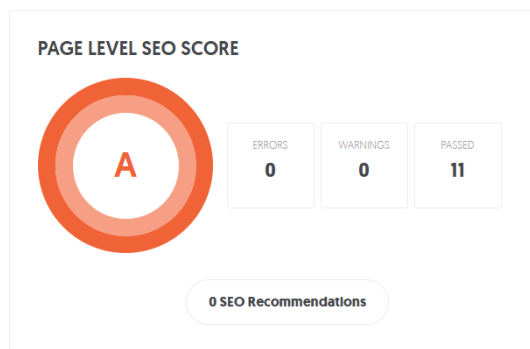 PAGE LEVEL SEO SCORE
A
ERRORS
0
WARNINGS
0
PASSED
11
0 SEO Recommendations